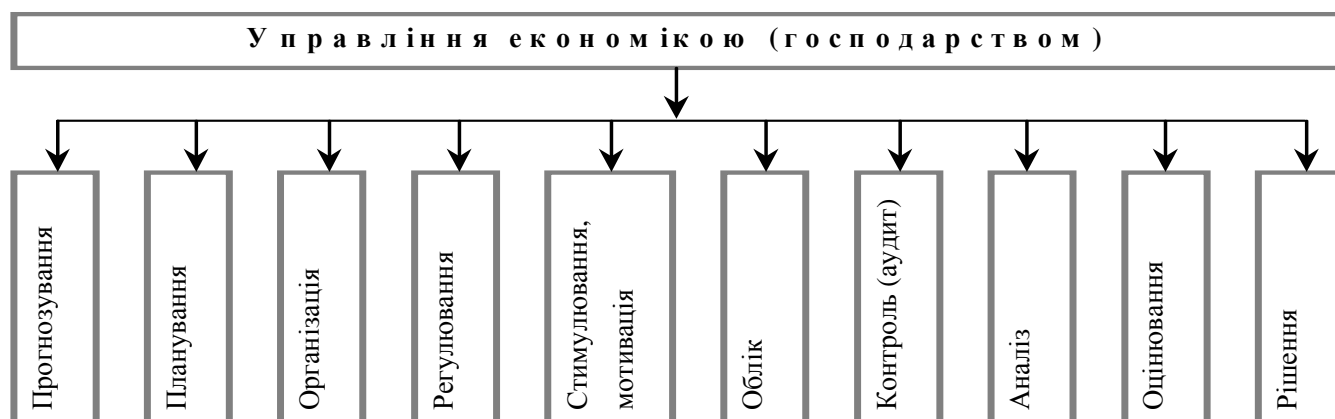 Управління економікою (господарством)
Прогнозування
Планування
Організація
Регулювання
Стимулювання,
мотивація
Облік
Контроль (аудит)
Аналіз
Оцінювання
Рішення